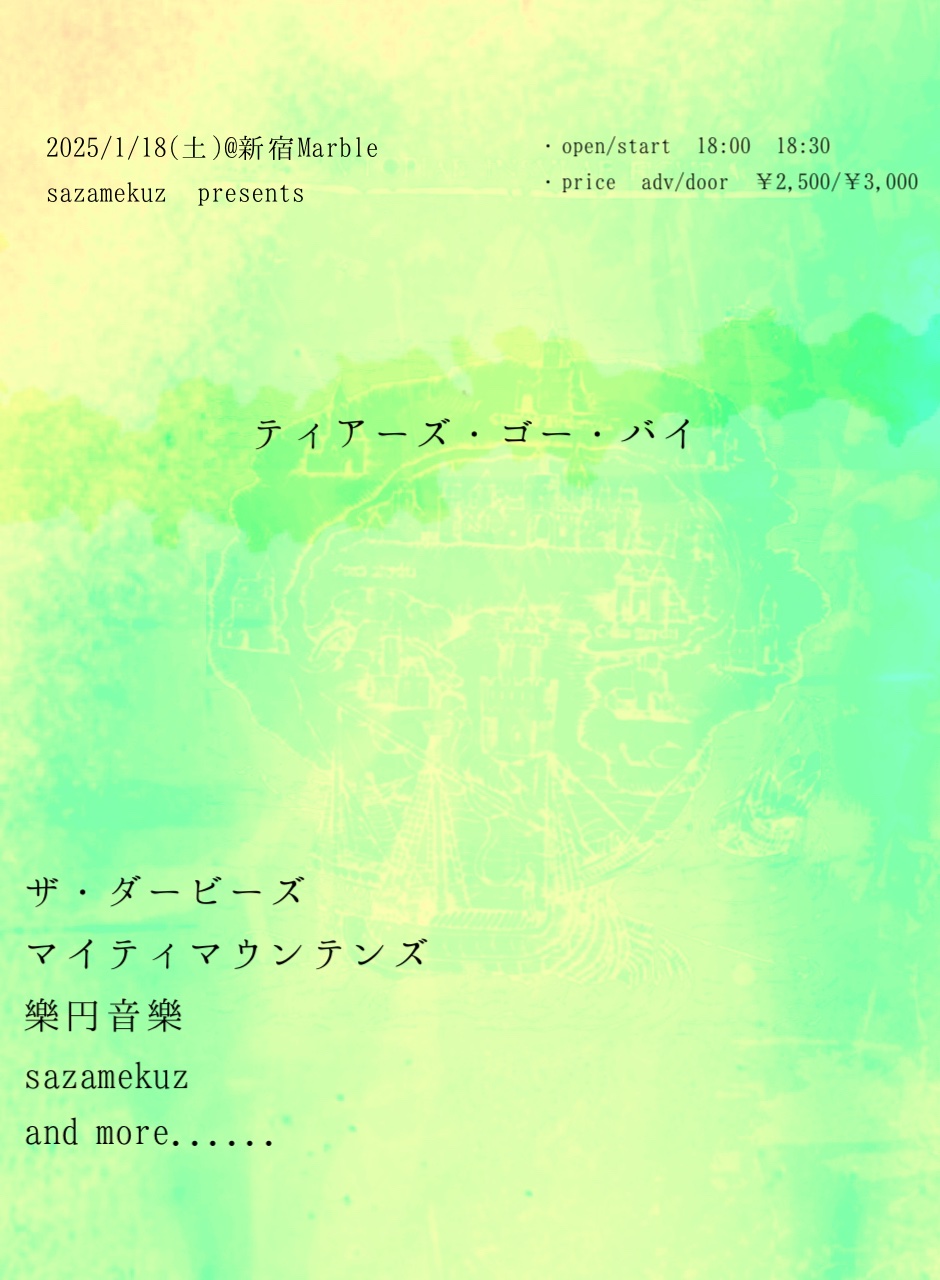 2025/1/18(土)@新宿Marble
sazamekuz presents
・open/start 18:00 18:30
・price adv/door ￥2,500/￥3,000
ティアーズ・ゴー・バイ
ザ・ダービーズ
マイティマウンテンズ
樂円音樂
sazamekuz
and more......